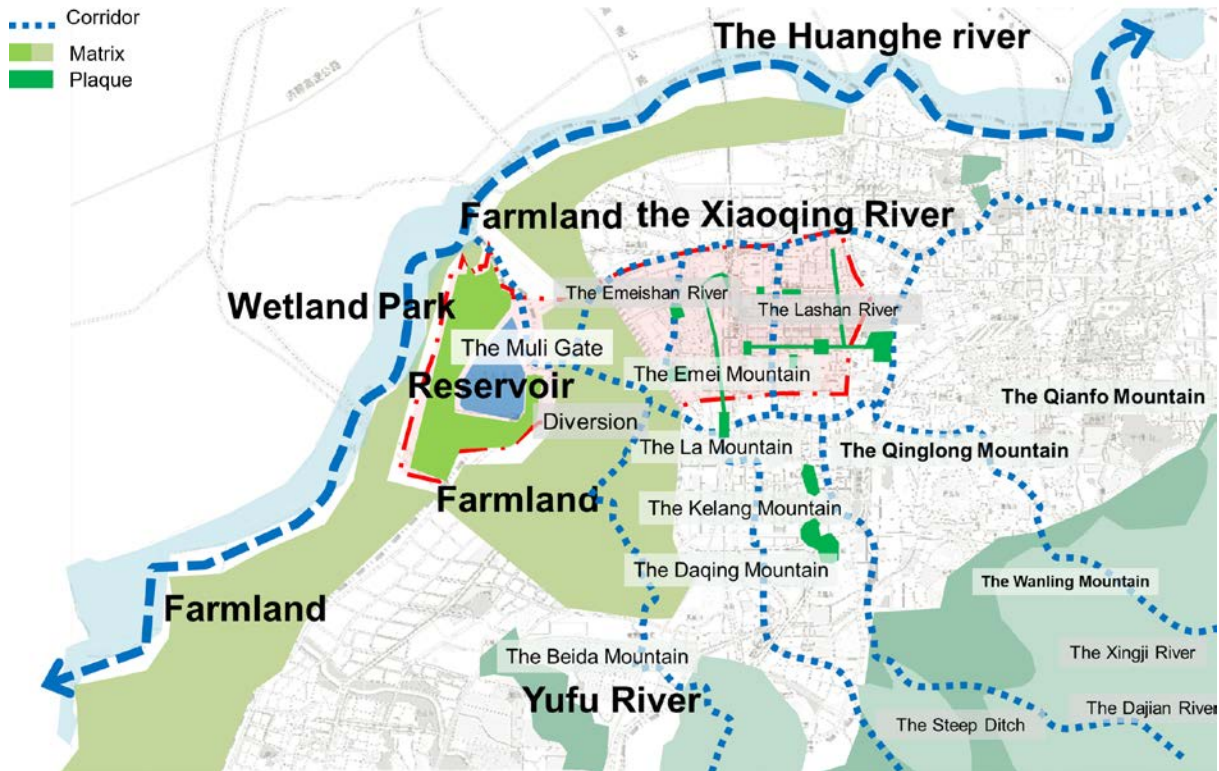 Corridor
Matrix
Plaque
The Huanghe river
Farmland
the Xiaoqing River
Wetland Park
The Emeishan River
The Lashan River
The Muli Gate
Reservoir
The Emei Mountain
Diversion
The Qianfo Mountain
The La Mountain
The Qinglong Mountain
Farmland
The Kelang Mountain
The Daqing Mountain
The Wanling Mountain
Farmland
The Beida Mountain
The Xingji River
Yufu River
The Steep Ditch
The Dajian River